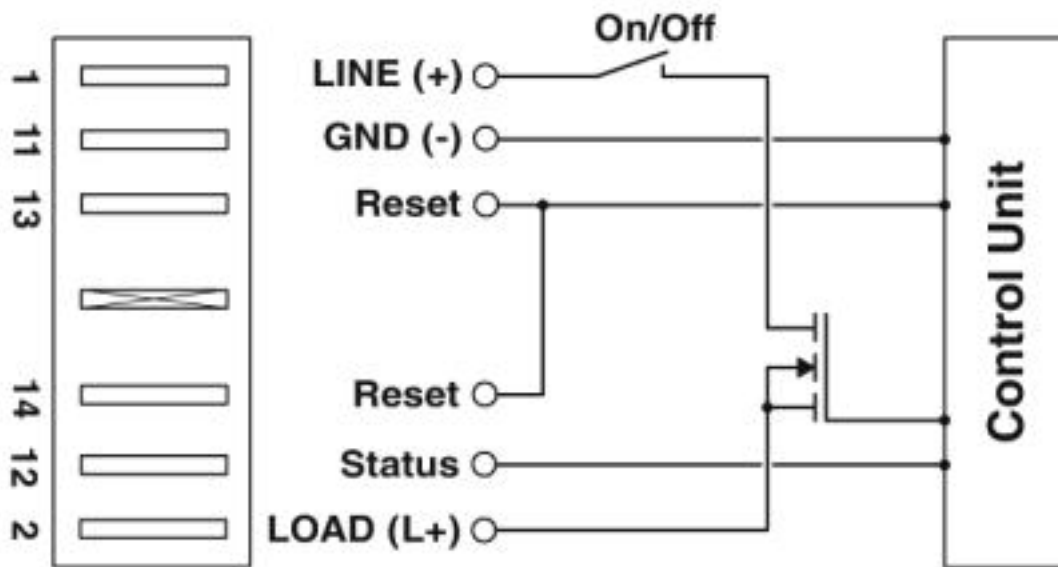 On/Off
1
LINE (+)
11
GND (-)
13
Reset
Control Unit
14
Reset
12
Status
2
LOAD (L+)